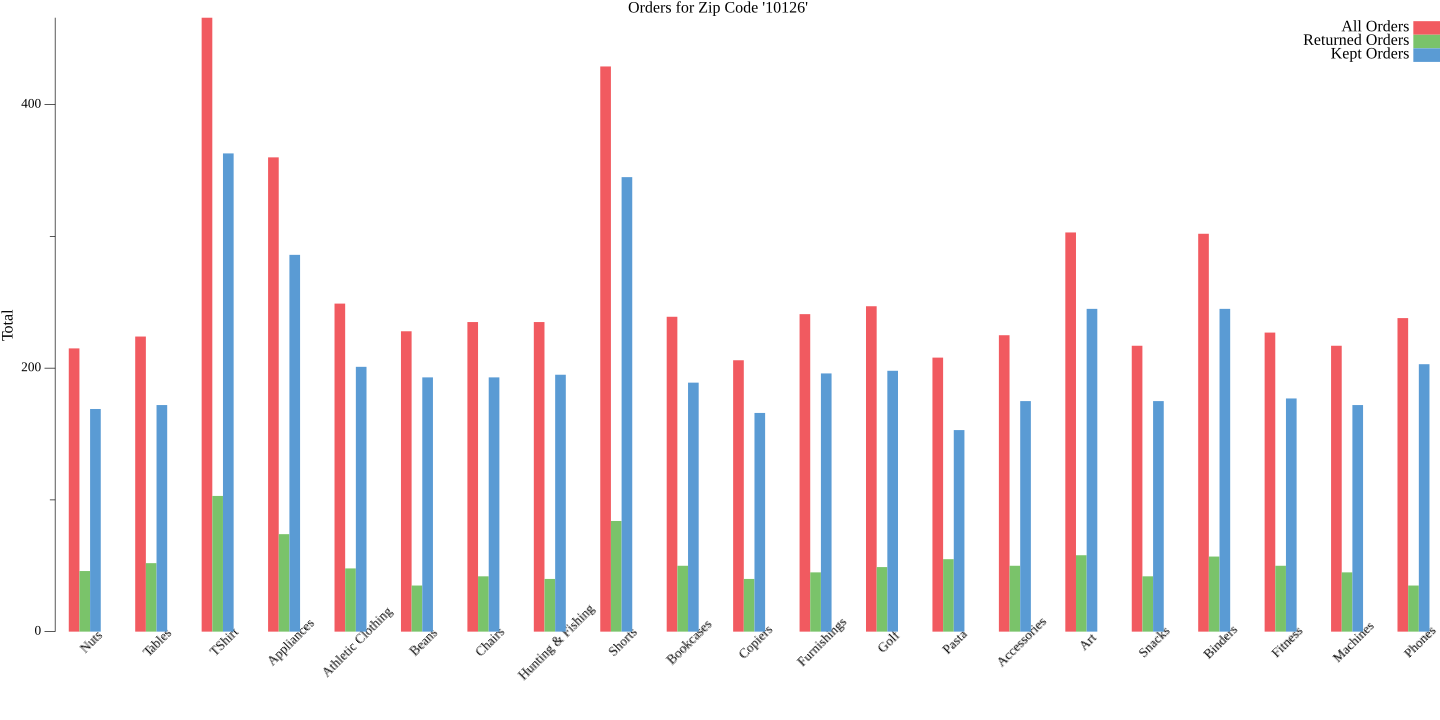 Orders for Zip Code '10126'
All Orders
Returned Orders
Kept Orders
Total
400
200
0
Nuts
Tables
TShirt
Appliances
Athletic Clothing
Beans
Chairs
Hunting & Fishing
Shorts
Bookcases
Copiers
Furnishings
Golf
Pasta
Accessories
Art
Snacks
Binders
Fitness
Machines
Phones